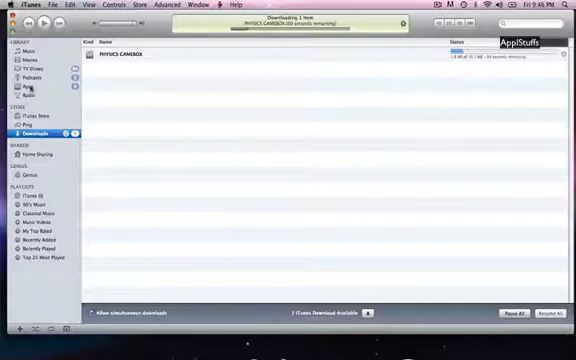 iTunes File Edit View Controls Store Advanced Window Help
Fri 9:46 PM
Downloading 1 item
PHYSICS GAMEBOX (60 seconds remaining)
ApplStuffs
LIBRARY
Music
Movies
TV Shows
Podcasts
Apps
Radio
STORE
iTunes Store
Ping
Downloads 1
SHARED
Home Sharing
GENIUS
Genius
PLAYLISTS
iTunes DJ
90's Music
Classical Music
Music Videos
My Top Rated
Recently Added
Recently Played
Top 25 Most Played
Kind Name Status
PHYSICS GAMEBOX
Allow simultaneous downloads
1 iTunes Download Available
Pause All
Resume All